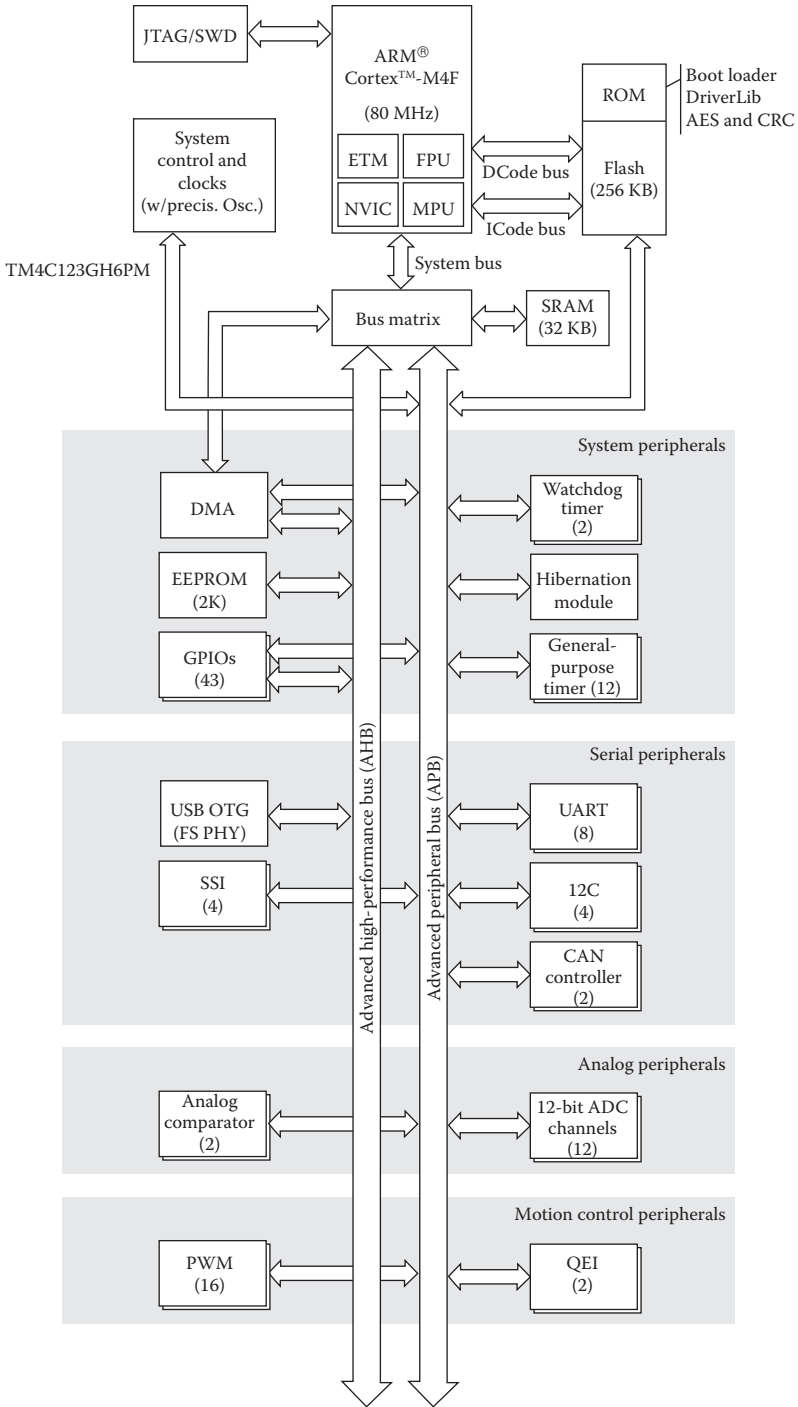 JTAG/SWD
ARM®
Cortex™-M4F
(80 MHz)
ETM
FPU
NVIC
MPU
ROM
Flash
(256 KB)
Boot loader
DriverLib
AES and CRC
System
control and
clocks
(w/precis. Osc.)
DCode bus
ICode bus
TM4C123GH6PM
System bus
Bus matrix
SRAM
(32 KB)
System peripherals
DMA
Watchdog
timer
(2)
EEPROM
(2K)
Hibernation
module
GPIOs
(43)
General-
purpose
timer (12)
Advanced high-performance bus (AHB)
Advanced peripheral bus (APB)
Serial peripherals
USB OTG
(FS PHY)
UART
(8)
SSI
(4)
12C
(4)
CAN
controller
(2)
Analog peripherals
Analog
comparator
(2)
12-bit ADC
channels
(12)
Motion control peripherals
PWM
(16)
QEI
(2)